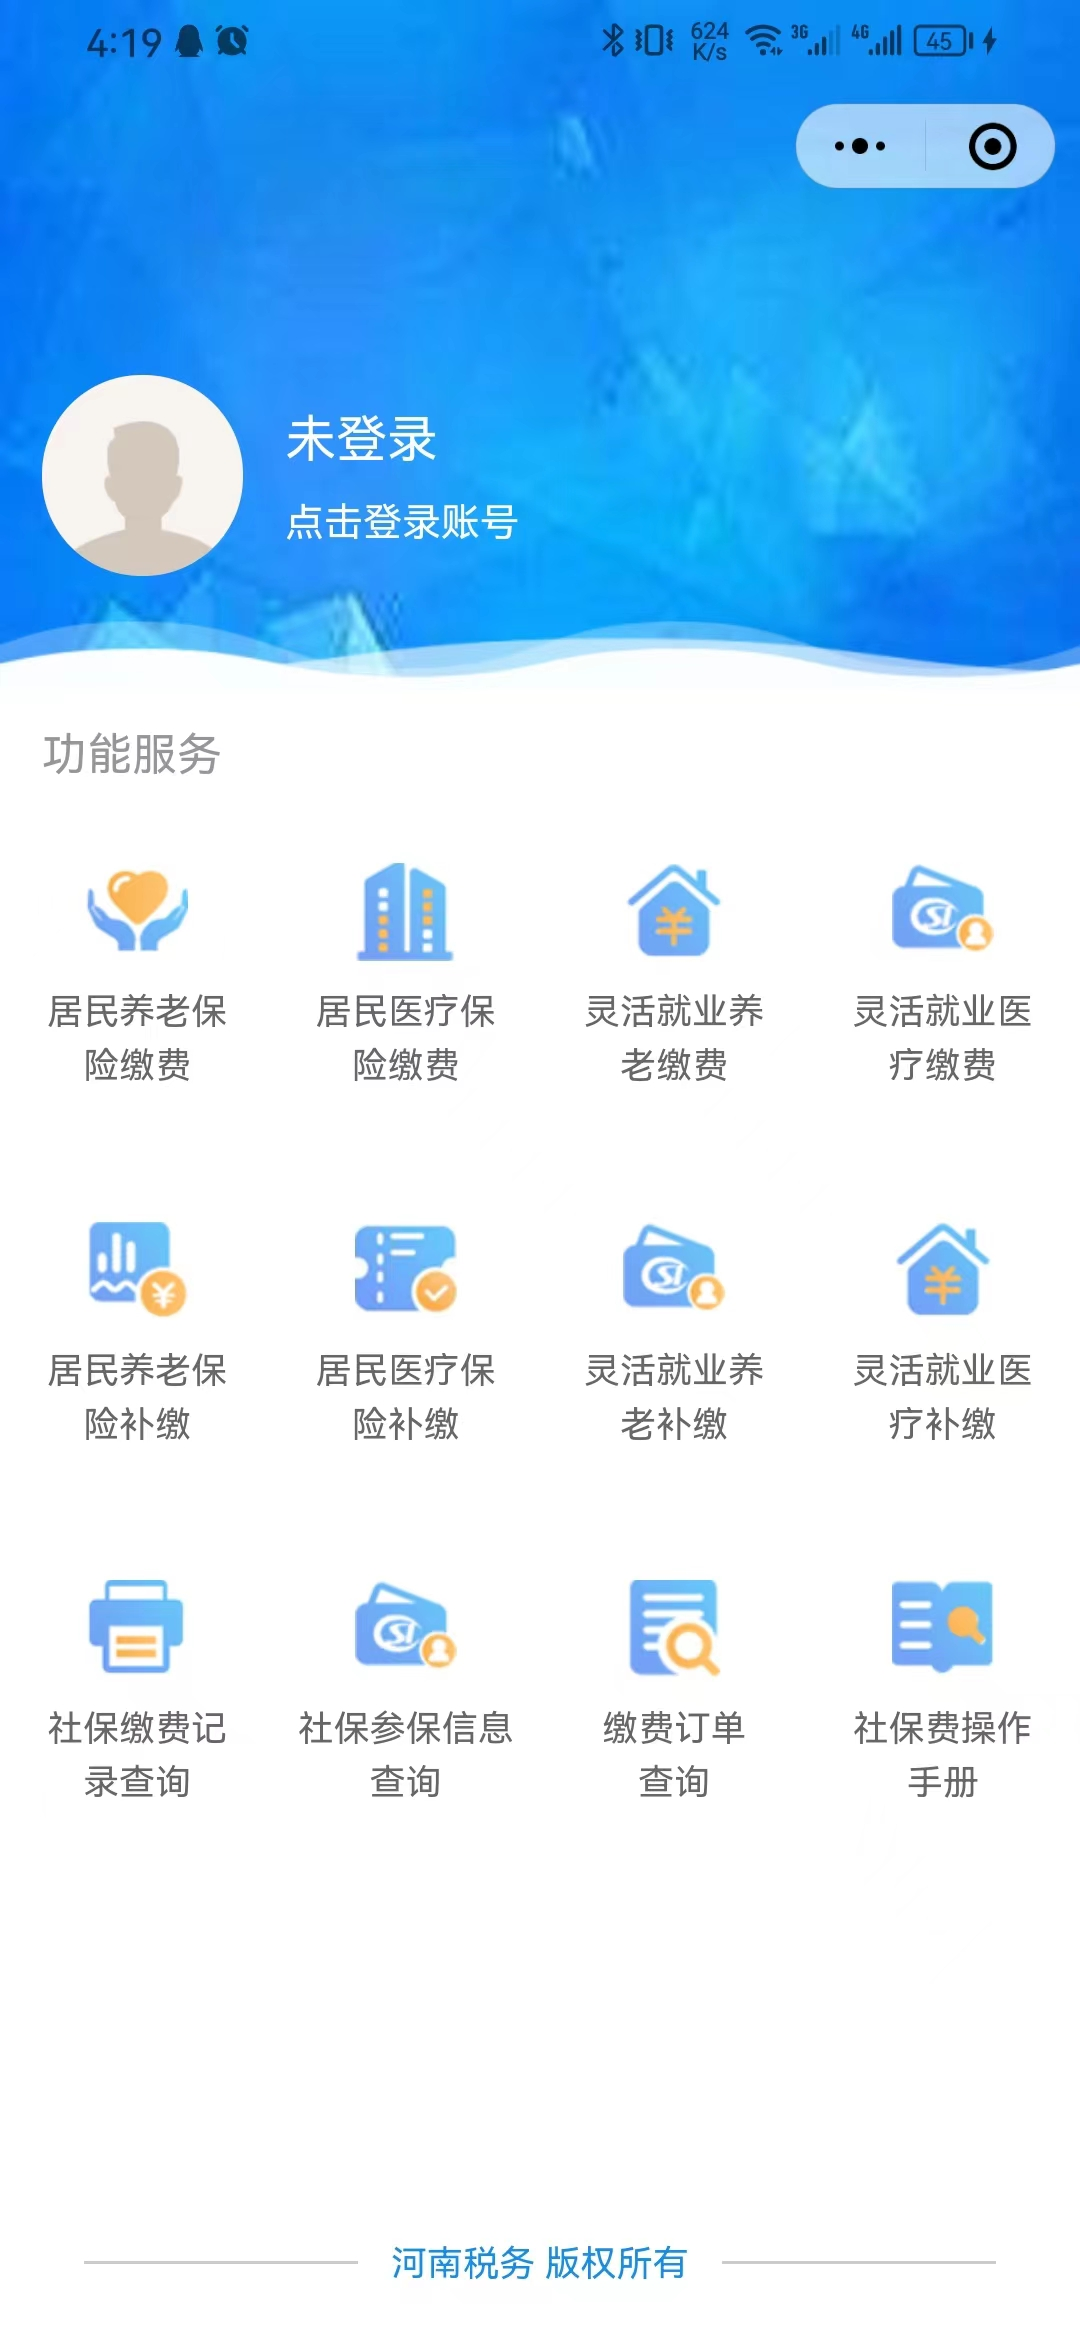 4:19
624
K/s
3G
4G
45
未登录
点击登录账号
功能服务
居民养老保
险缴费
居民医疗保
险缴费
灵活就业养
老缴费
灵活就业医
疗缴费
居民养老保
险补缴
居民医疗保
险补缴
灵活就业养
老补缴
灵活就业医
疗补缴
社保缴费记
录查询
社保参保信息
查询
缴费订单
查询
社保费操作
手册
河南税务 版权所有